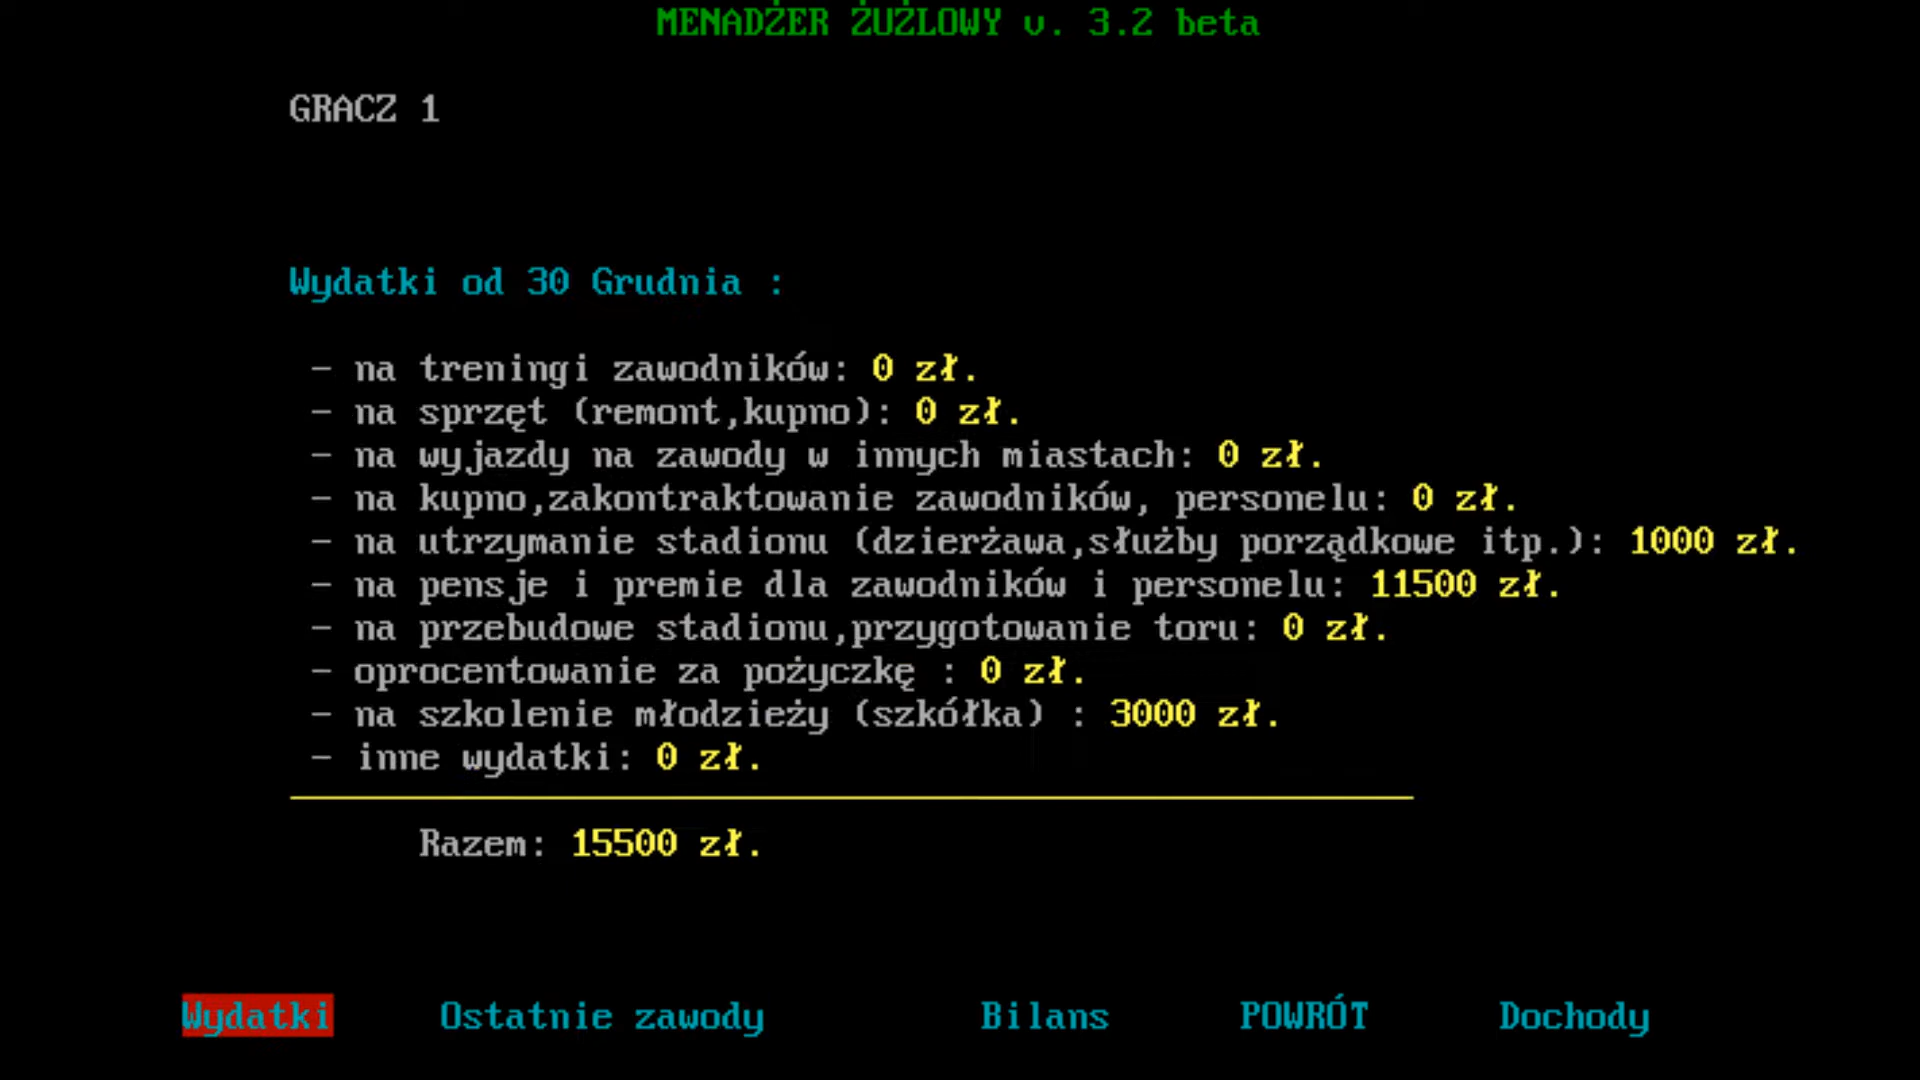 MENADŻER ŻUŻLOWY v. 3.2 beta
GRACZ 1
Wydatki od 30 Grudnia :
- na treningi zawodników: 0 zł.
- na sprzęt (remont,kupno): 0 zł.
- na wyjazdy na zawody w innych miastach: 0 zł.
- na kupno,zakontraktowanie zawodników, personelu: 0 zł.
- na utrzymanie stadionu (dzierżawa,służby porządkowe itp.): 1000 zł.
- na pensje i premie dla zawodników i personelu: 11500 zł.
- na przebudowe stadionu,przygotowanie toru: 0 zł.
- oprocentowanie za pożyczkę : 0 zł.
- na szkolenie młodzieży (szkółka) : 3000 zł.
- inne wydatki: 0 zł.
Razem: 15500 zł.
Wydatki Ostatnie zawody Bilans POWRÓT Dochody